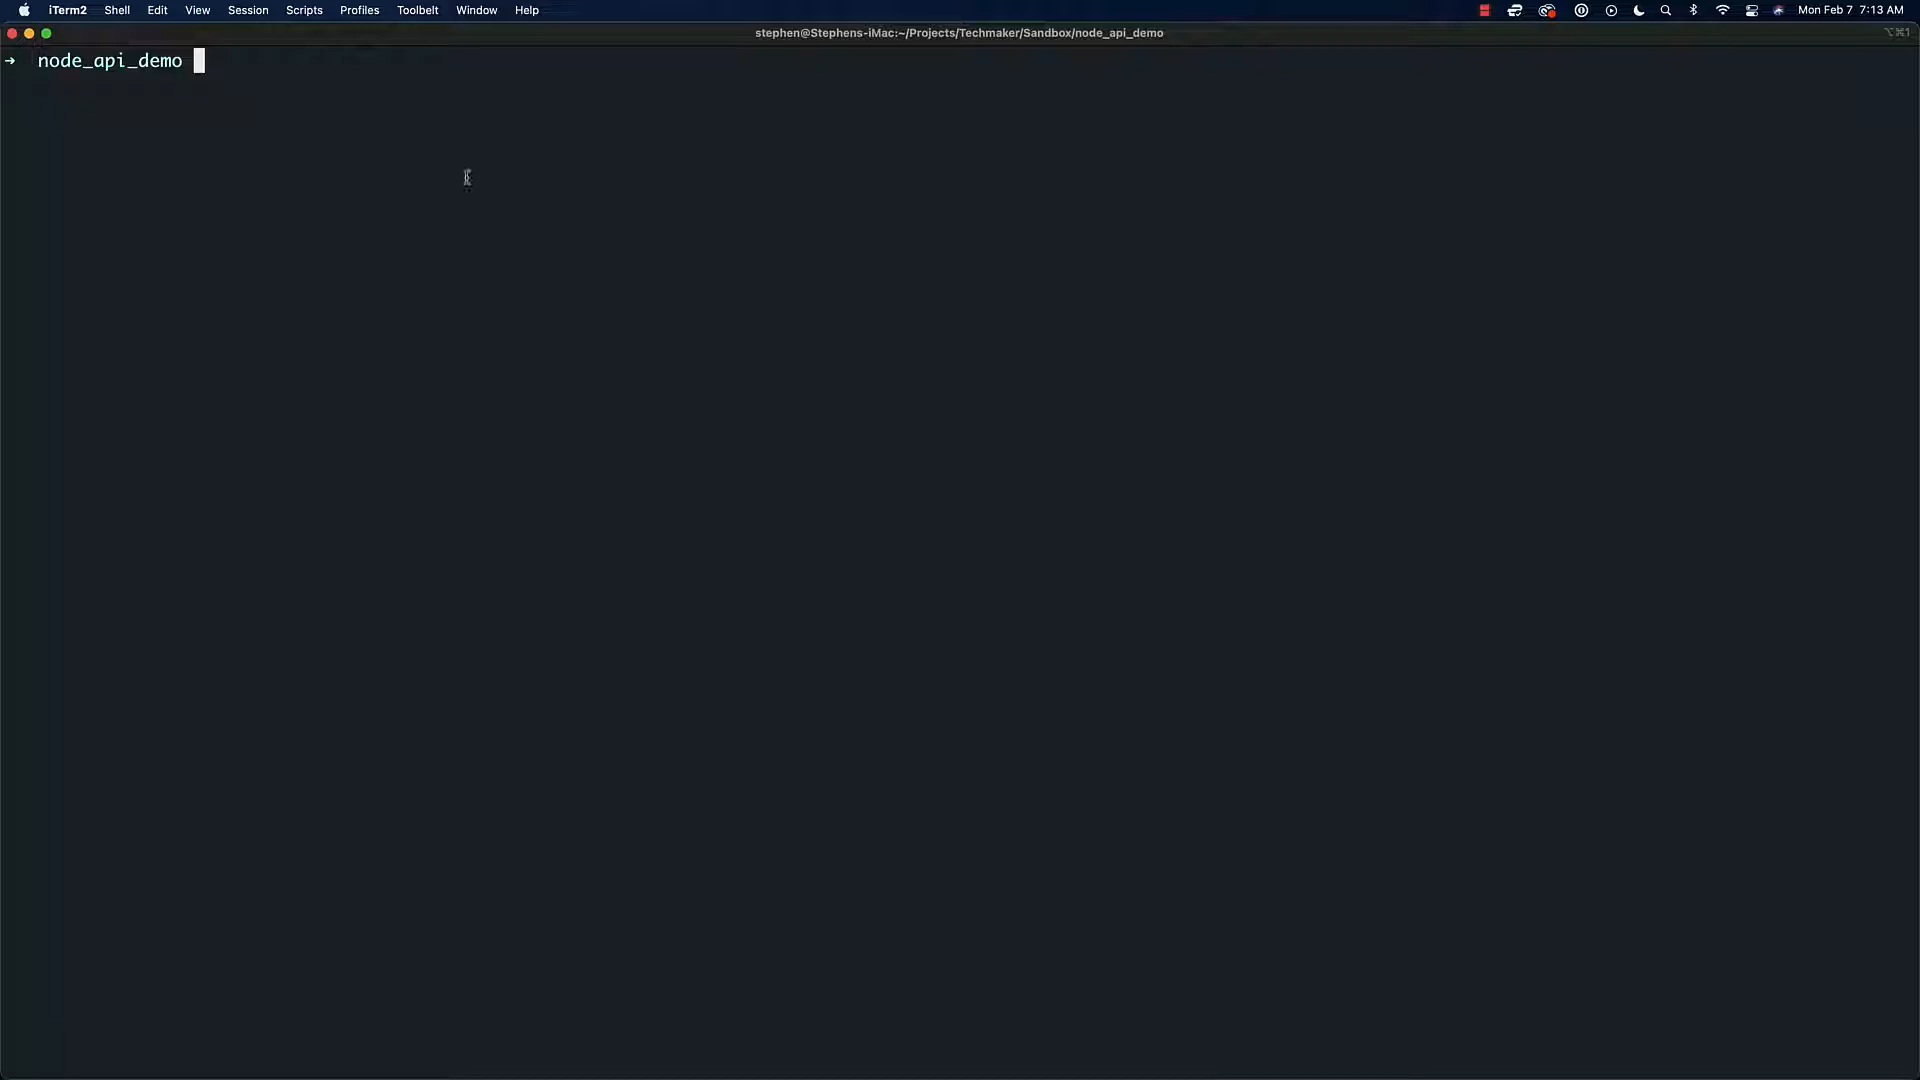 iTerm2 Shell Edit View Session Scripts Profiles Toolbelt Window Help Mon Feb 7 7:13 AM
stephen@Stephens-iMac:~/Projects/Techmaker/Sandbox/node_api_demo ⌥⌘1
➜ node_api_demo